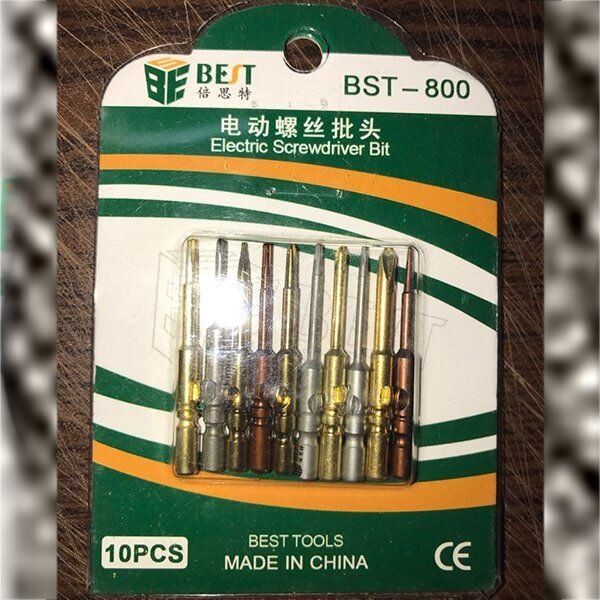 BEST
倍思特
BST-800
电动螺丝批头
Electric Screwdriver Bit
10PCS
BEST TOOLS
MADE IN CHINA
CE